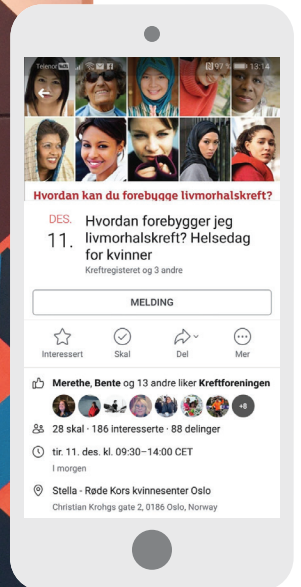 Telenor 97 % 13:14
Hvordan kan du forebygge livmorhalskreft?
DES.
11.
Hvordan forebygger jeg
livmorhalskreft? Helsedag
for kvinner
Kreftregisteret og 3 andre
MELDING
Interessert Skal Del Mer
Merethe, Bente og 13 andre liker Kreftforeningen
+8
28 skal · 186 interesserte · 88 delinger
tir. 11. des. kl. 09:30–14:00 CET
I morgen
Stella - Røde Kors kvinnesenter Oslo
Christian Krohgs gate 2, 0186 Oslo, Norway